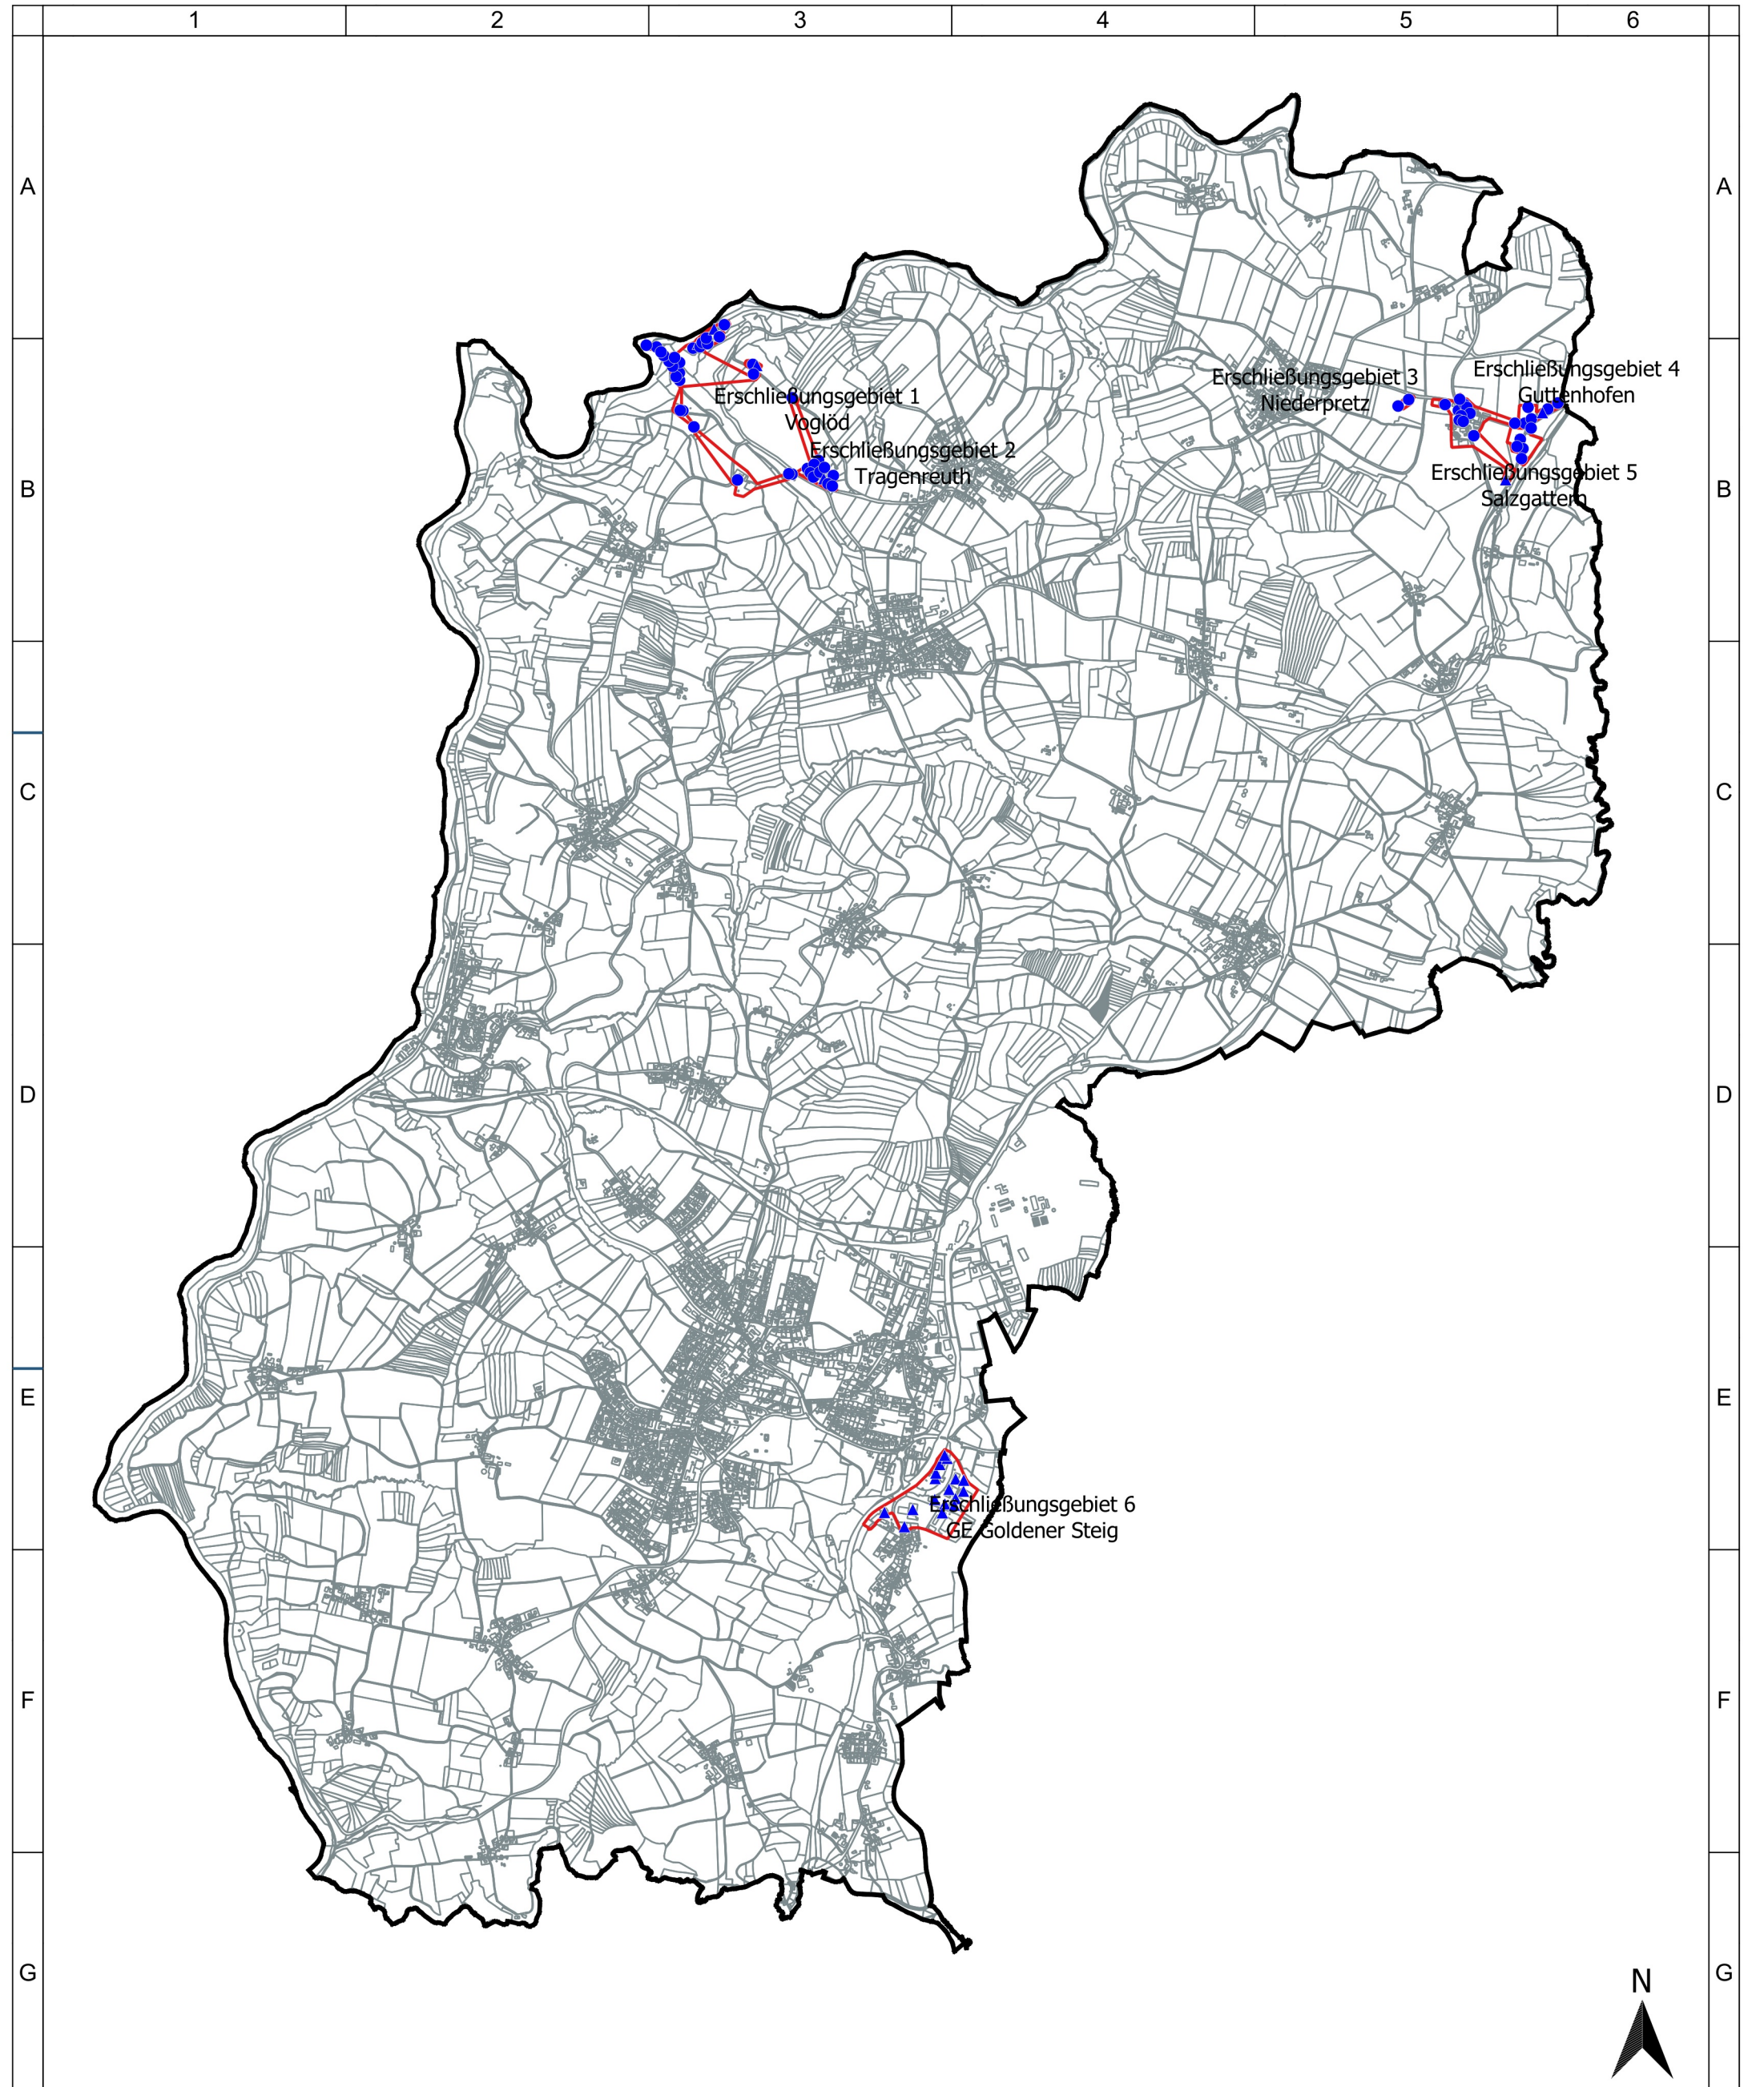 1 2 3 4 5 6
A A
Erschließungsgebiet 1
Voglöd
Erschließungsgebiet 2
Tragenreuth
Erschließungsgebiet 3
Niederpretz
Erschließungsgebiet 4
Guttenhofen
Erschließungsgebiet 5
Salzgattern
B B
C C
D D
E E
Erschließungsgebiet 6
GE Goldener Steig
F F
G G
N